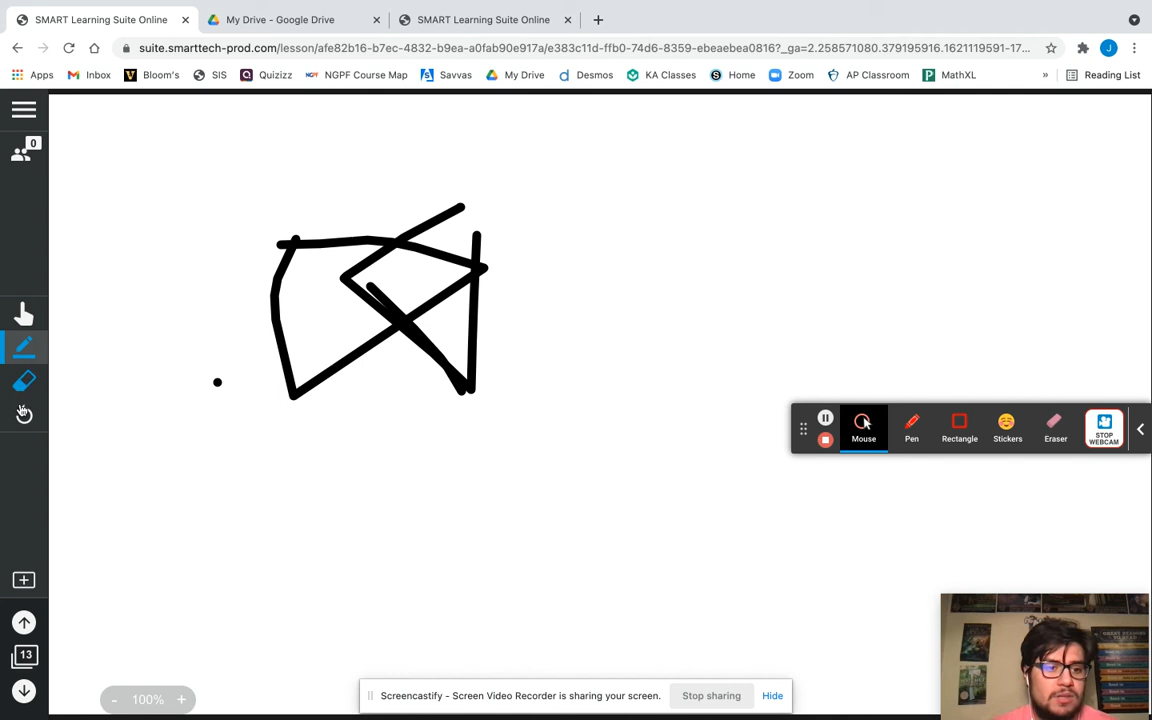 SMART Learning Suite Online
My Drive - Google Drive
SMART Learning Suite Online
suite.smarttech-prod.com/lesson/afe82b16-b7ec-4832-b9ea-a0fab90e917a/e383c11d-ffb0-74d6-8359-ebeaebea0816?_ga=2.258571080.379195916.1621119591-17...
J
Apps
Inbox
Bloom's
SIS
Quizizz
NGPF Course Map
Savvas
My Drive
Desmos
KA Classes
Home
Zoom
AP Classroom
MathXL
»
Reading List
0
Mouse
Pen
Rectangle
Stickers
Eraser
STOP
WEBCAM
13
- 100% +
Screencastify - Screen Video Recorder is sharing your screen.
Stop sharing
Hide